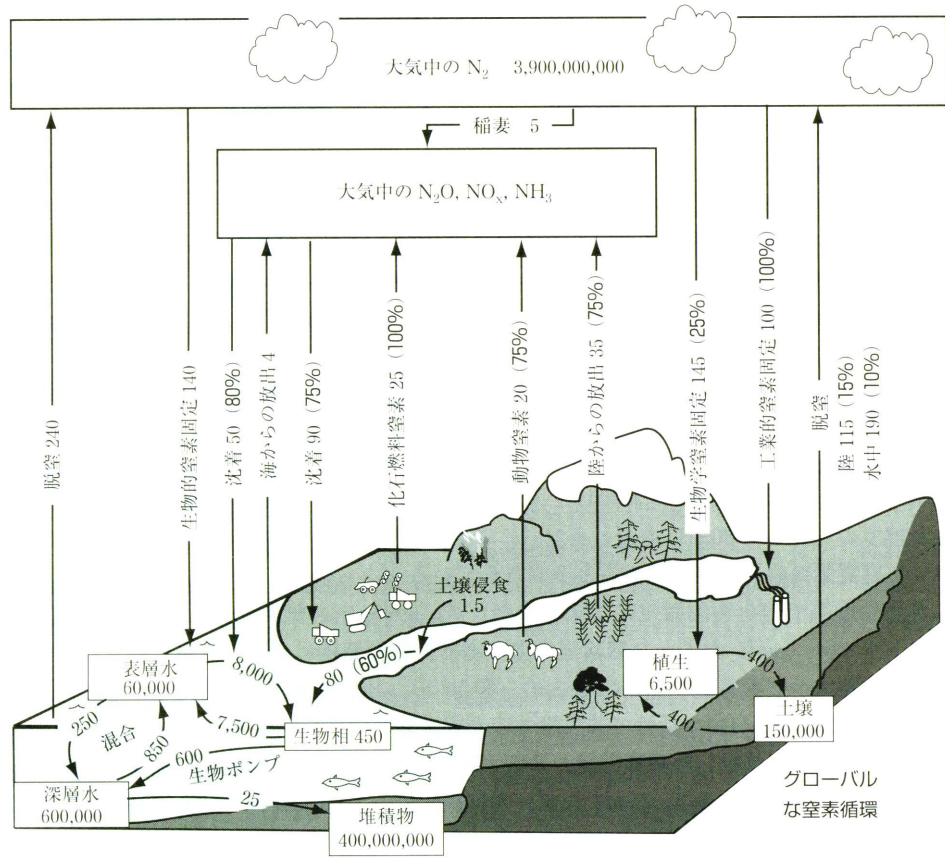 大気中の N₂ 3,900,000,000
稲妻 5
大気中の N₂O, NOₓ, NH₃
脱窒 240
生物的窒素固定 140
沈着 50 (80%)
海からの放出 4
沈着 90 (75%)
化石燃料窒素 25 (100%)
動物窒素 20 (75%)
陸からの放出 35 (75%)
生物学窒素固定 145 (25%)
工業的窒素固定 100 (100%)
脱窒
陸 115 (15%)
水中 190 (10%)
土壌侵食
1.5
80 (60%)
表層水
60,000
8,000
植生
6,500
400
400
土壌
150,000
250
混合
850
7,500
生物相 450
600
生物ポンプ
深層水
600,000
25
堆積物
400,000,000
グローバル
な窒素循環